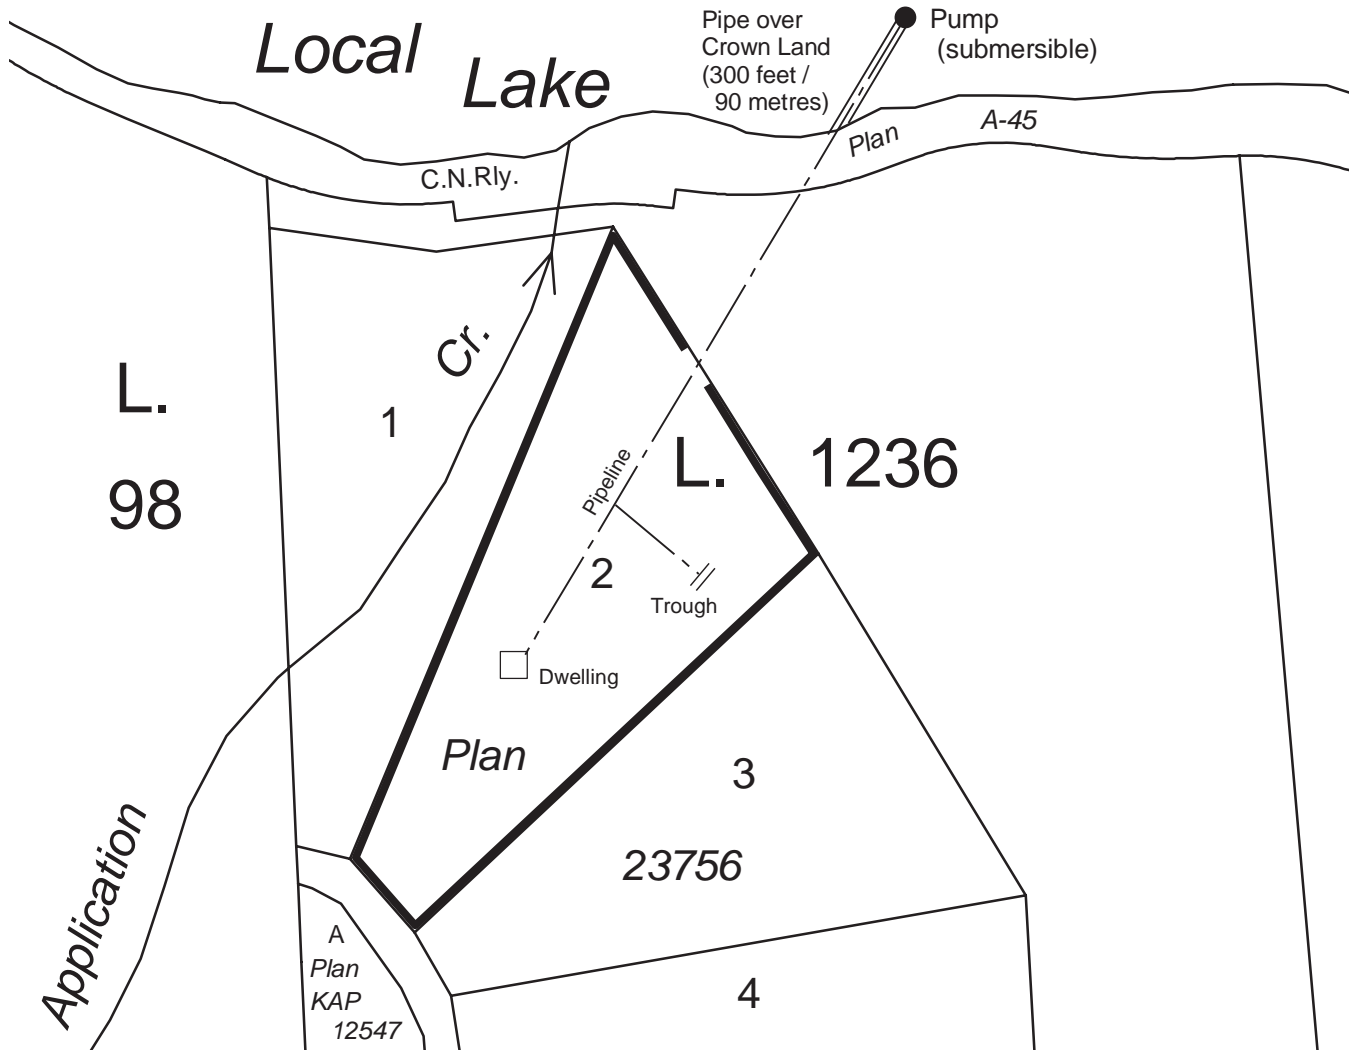 Local
Lake
Pipe over
Crown Land
(300 feet /
90 metres)
Pump
(submersible)
Plan A-45
C.N.Rly.
Cr.
L.
98
1
L. 1236
Pipeline
2
Trough
Dwelling
Plan
3
23756
Application
A
Plan
KAP
12547
4